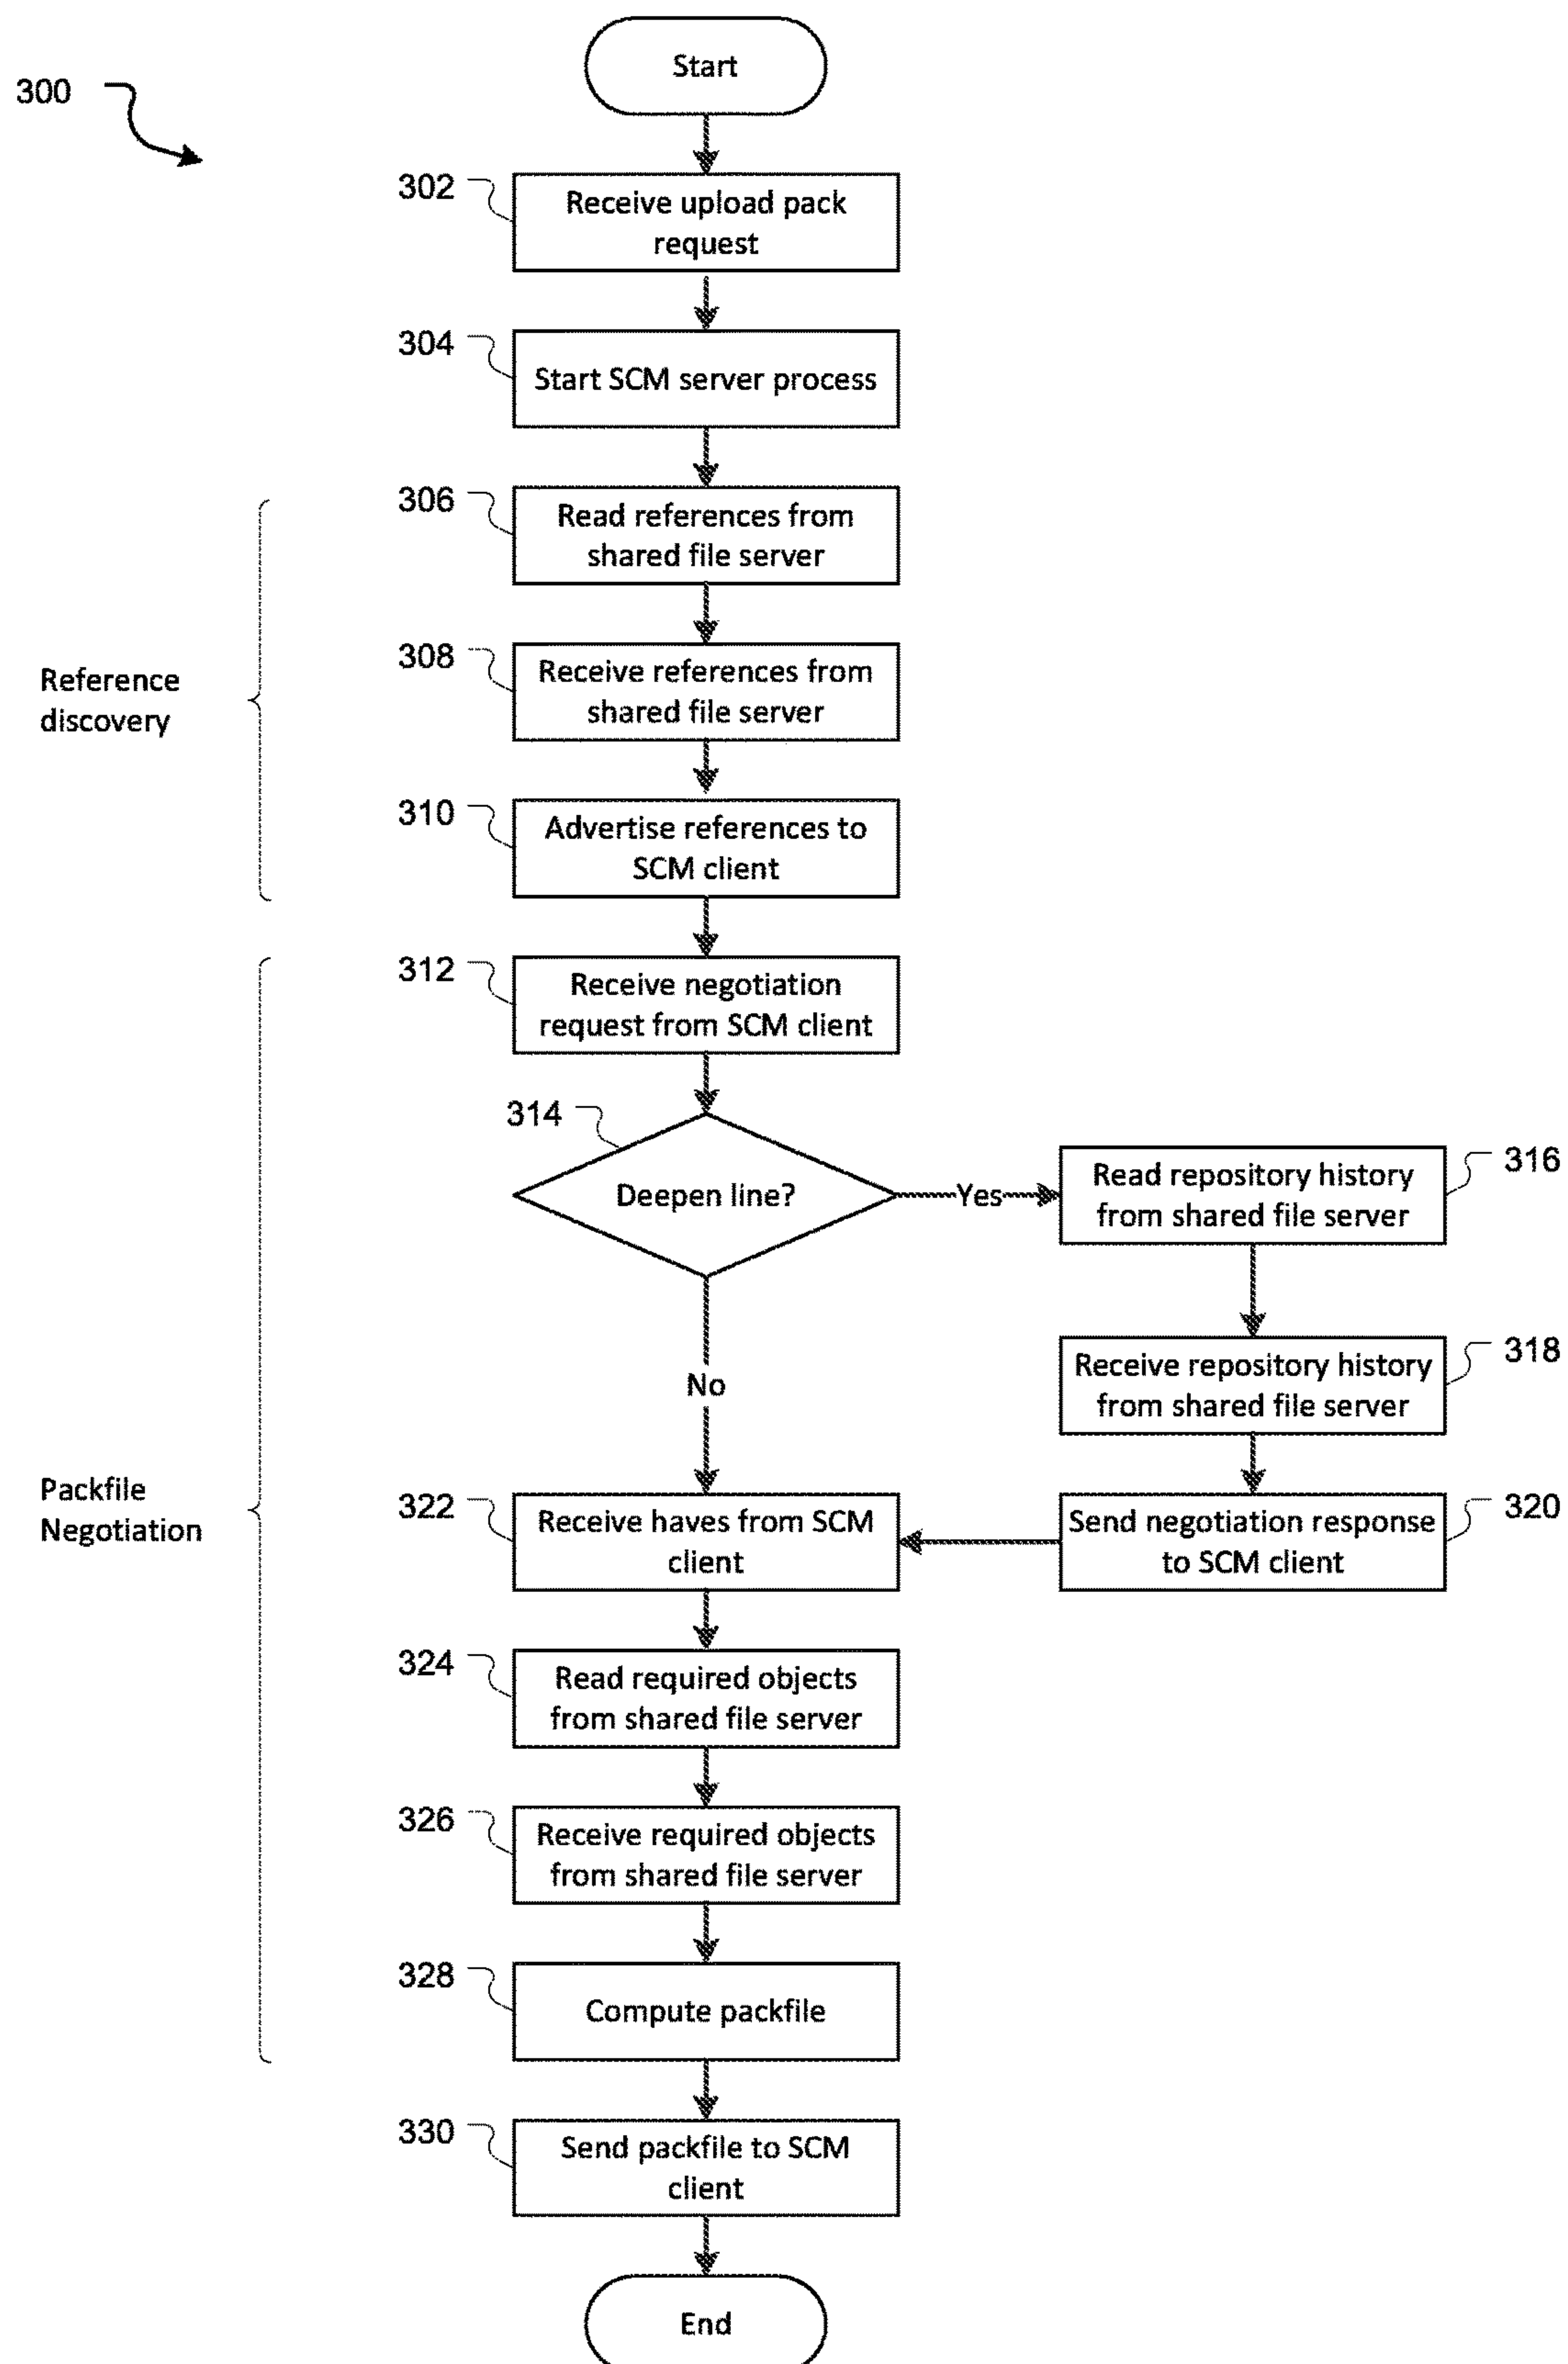 Start
300
302
Receive upload pack
request
304
Start SCM server process
306
Read references from
shared file server
308
Receive references from
shared file server
Reference
discovery
310
Advertise references to
SCM client
312
Receive negotiation
request from SCM client
314
Deepen line?
Yes
Read repository history
from shared file server
316
No
Receive repository history
from shared file server
318
Packfile
Negotiation
322
Receive haves from SCM
client
Send negotiation response
to SCM client
320
324
Read required objects
from shared file server
326
Receive required objects
from shared file server
328
Compute packfile
330
Send packfile to SCM
client
End